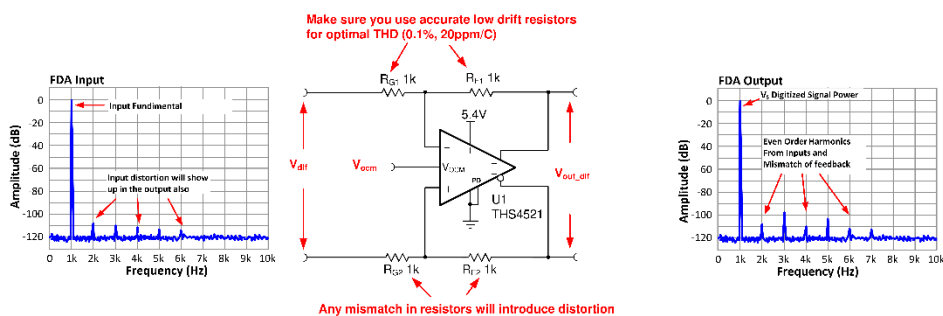 Make sure you use accurate low drift resistors
for optimal THD (0.1%, 20ppm/C)
FDA Input
Input Fundimental
Input distortion will show
up in the output also
Amplitude (dB)
0
-20
-40
-60
-80
-100
-120
0 1k 2k 3k 4k 5k 6k 7k 8k 9k 10k
Frequency (Hz)
RG1 1k
RF1 1k
5.4V
Vdif
Vocm
VOCM
PD
Vout_dif
U1
THS4521
RG2 1k
RF2 1k
Any mismatch in resistors will introduce distortion
FDA Output
VS Digitized Signal Power
Even Order Harmonics
From Inputs and
Mismatch of feedback
Amplitude (dB)
0
-20
-40
-60
-80
-100
-120
0 1k 2k 3k 4k 5k 6k 7k 8k 9k 10k
Frequency (Hz)